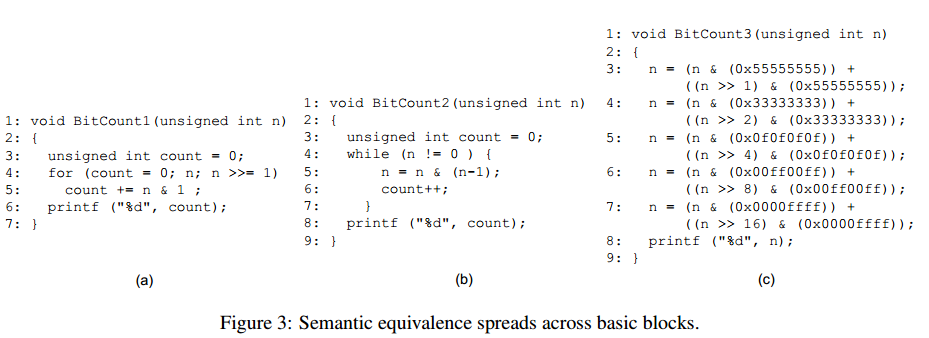 1: void BitCount1(unsigned int n)
2: {
3: unsigned int count = 0;
4: for (count = 0; n; n >>= 1)
5: count += n & 1 ;
6: printf ("%d", count);
7: }
(a)
1: void BitCount2(unsigned int n)
2: {
3: unsigned int count = 0;
4: while (n != 0 ) {
5: n = n & (n-1);
6: count++;
7: }
8: printf ("%d", count);
9: }
(b)
1: void BitCount3(unsigned int n)
2: {
3: n = (n & (0x55555555)) +
((n >> 1) & (0x55555555));
4: n = (n & (0x33333333)) +
((n >> 2) & (0x33333333));
5: n = (n & (0x0f0f0f0f)) +
((n >> 4) & (0x0f0f0f0f));
6: n = (n & (0x00ff00ff)) +
((n >> 8) & (0x00ff00ff));
7: n = (n & (0x0000ffff)) +
((n >> 16) & (0x0000ffff));
8: printf ("%d", n);
9: }
(c)
Figure 3: Semantic equivalence spreads across basic blocks.